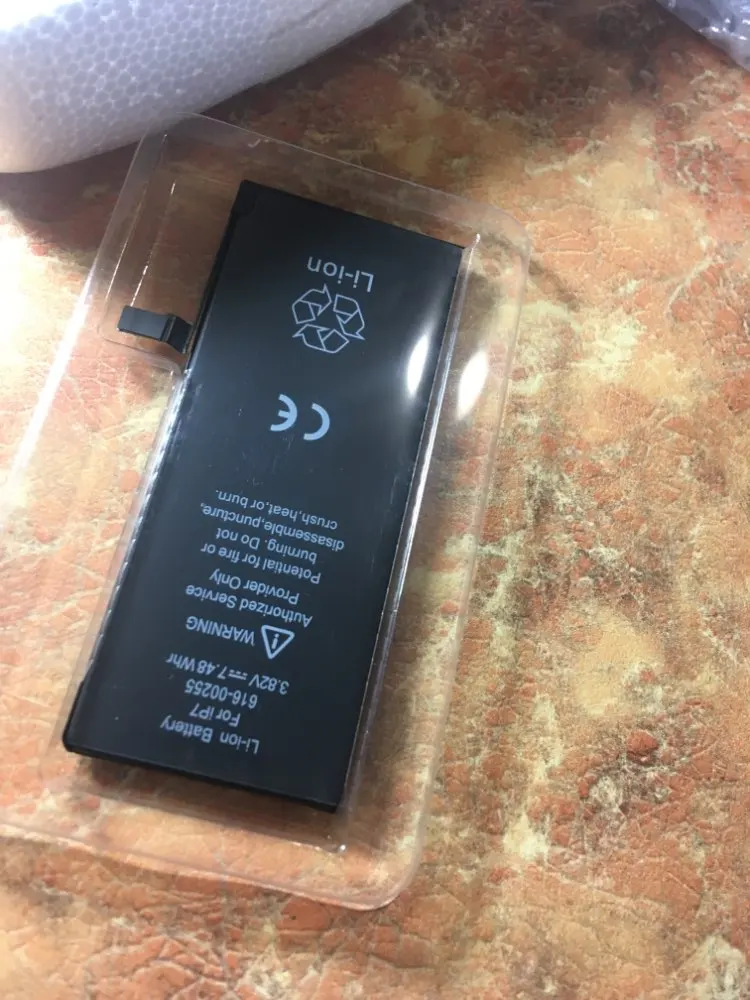 Li-ion Battery
For iP7
616-00255
3.82V⎓7.48 Whr
WARNING
Authorized Service
Provider Only
Potential for fire or
burning. Do not
disassemble,puncture,
crush,heat,or burn.
CE
Li-ion